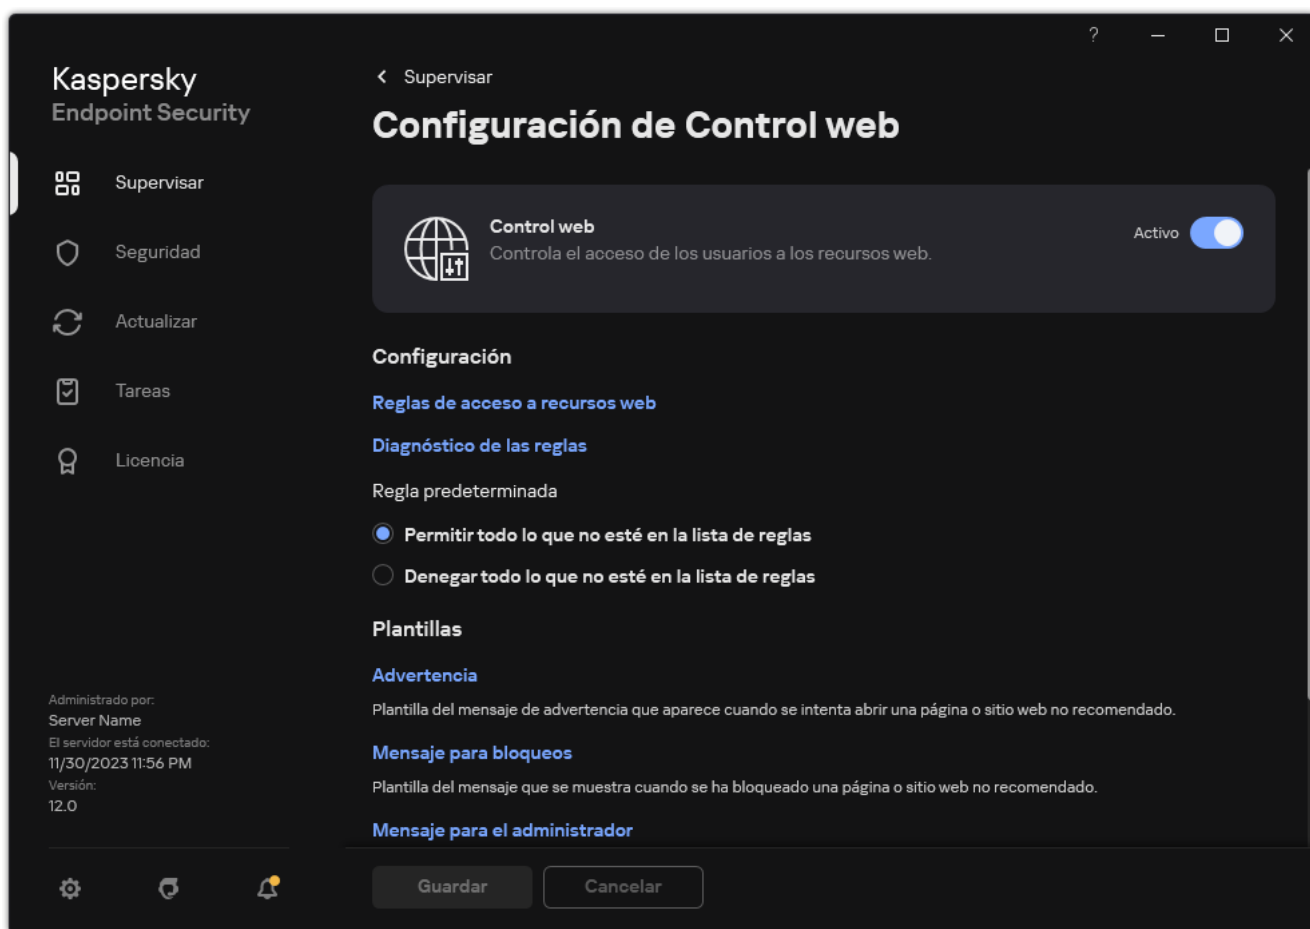 Kaspersky
Endpoint Security
Supervisar
Seguridad
Actualizar
Tareas
Licencia
Administrado por:
Server Name
El servidor está conectado:
11/30/2023 11:56 PM
Versión:
12.0
?
Supervisar
Configuración de Control web
Control web
Controla el acceso de los usuarios a los recursos web.
Activo
Configuración
Reglas de acceso a recursos web
Diagnóstico de las reglas
Regla predeterminada
Permitir todo lo que no esté en la lista de reglas
Denegar todo lo que no esté en la lista de reglas
Plantillas
Advertencia
Plantilla del mensaje de advertencia que aparece cuando se intenta abrir una página o sitio web no recomendado.
Mensaje para bloqueos
Plantilla del mensaje que se muestra cuando se ha bloqueado una página o sitio web no recomendado.
Mensaje para el administrador
Guardar
Cancelar